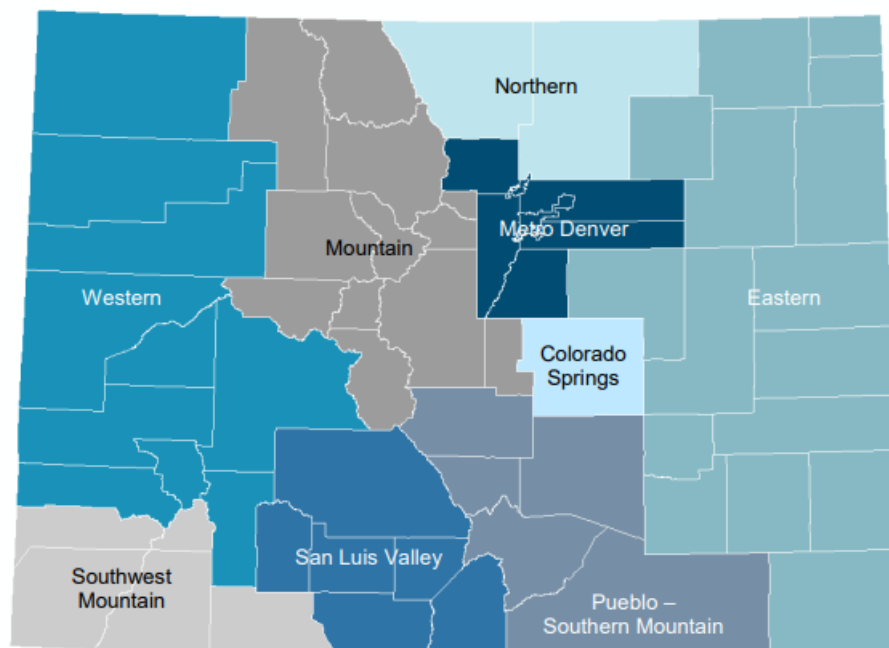 Northern
Metro Denver
Mountain
Western
Eastern
Colorado
Springs
San Luis Valley
Southwest
Mountain
Pueblo –
Southern Mountain